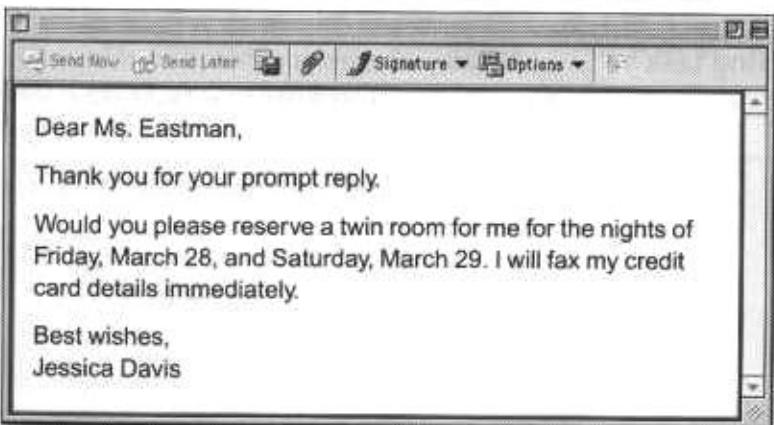 Send Now Send Later Signature Options
Dear Ms. Eastman,
Thank you for your prompt reply.
Would you please reserve a twin room for me for the nights of
Friday, March 28, and Saturday, March 29. I will fax my credit
card details immediately.
Best wishes,
Jessica Davis